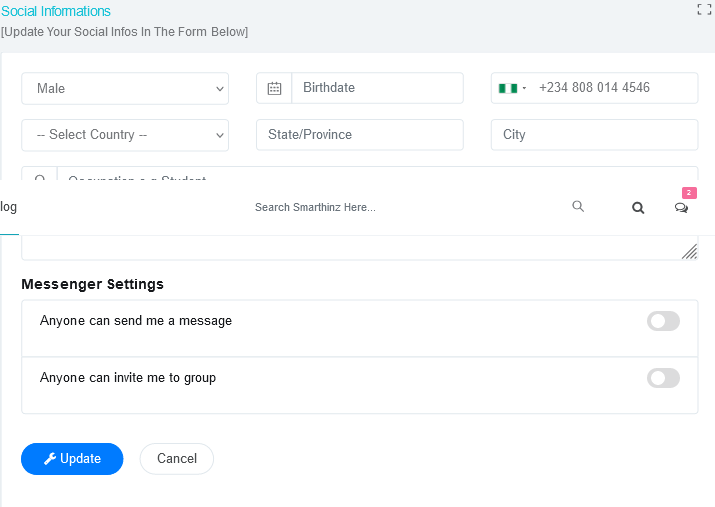 Social Informations
[Update Your Social Infos In The Form Below]
Male
Birthdate
+234 808 014 4546
-- Select Country --
State/Province
City
Occupation e.g Student
log
Search Smarthinz Here...
2
Messenger Settings
Anyone can send me a message
Anyone can invite me to group
Update
Cancel